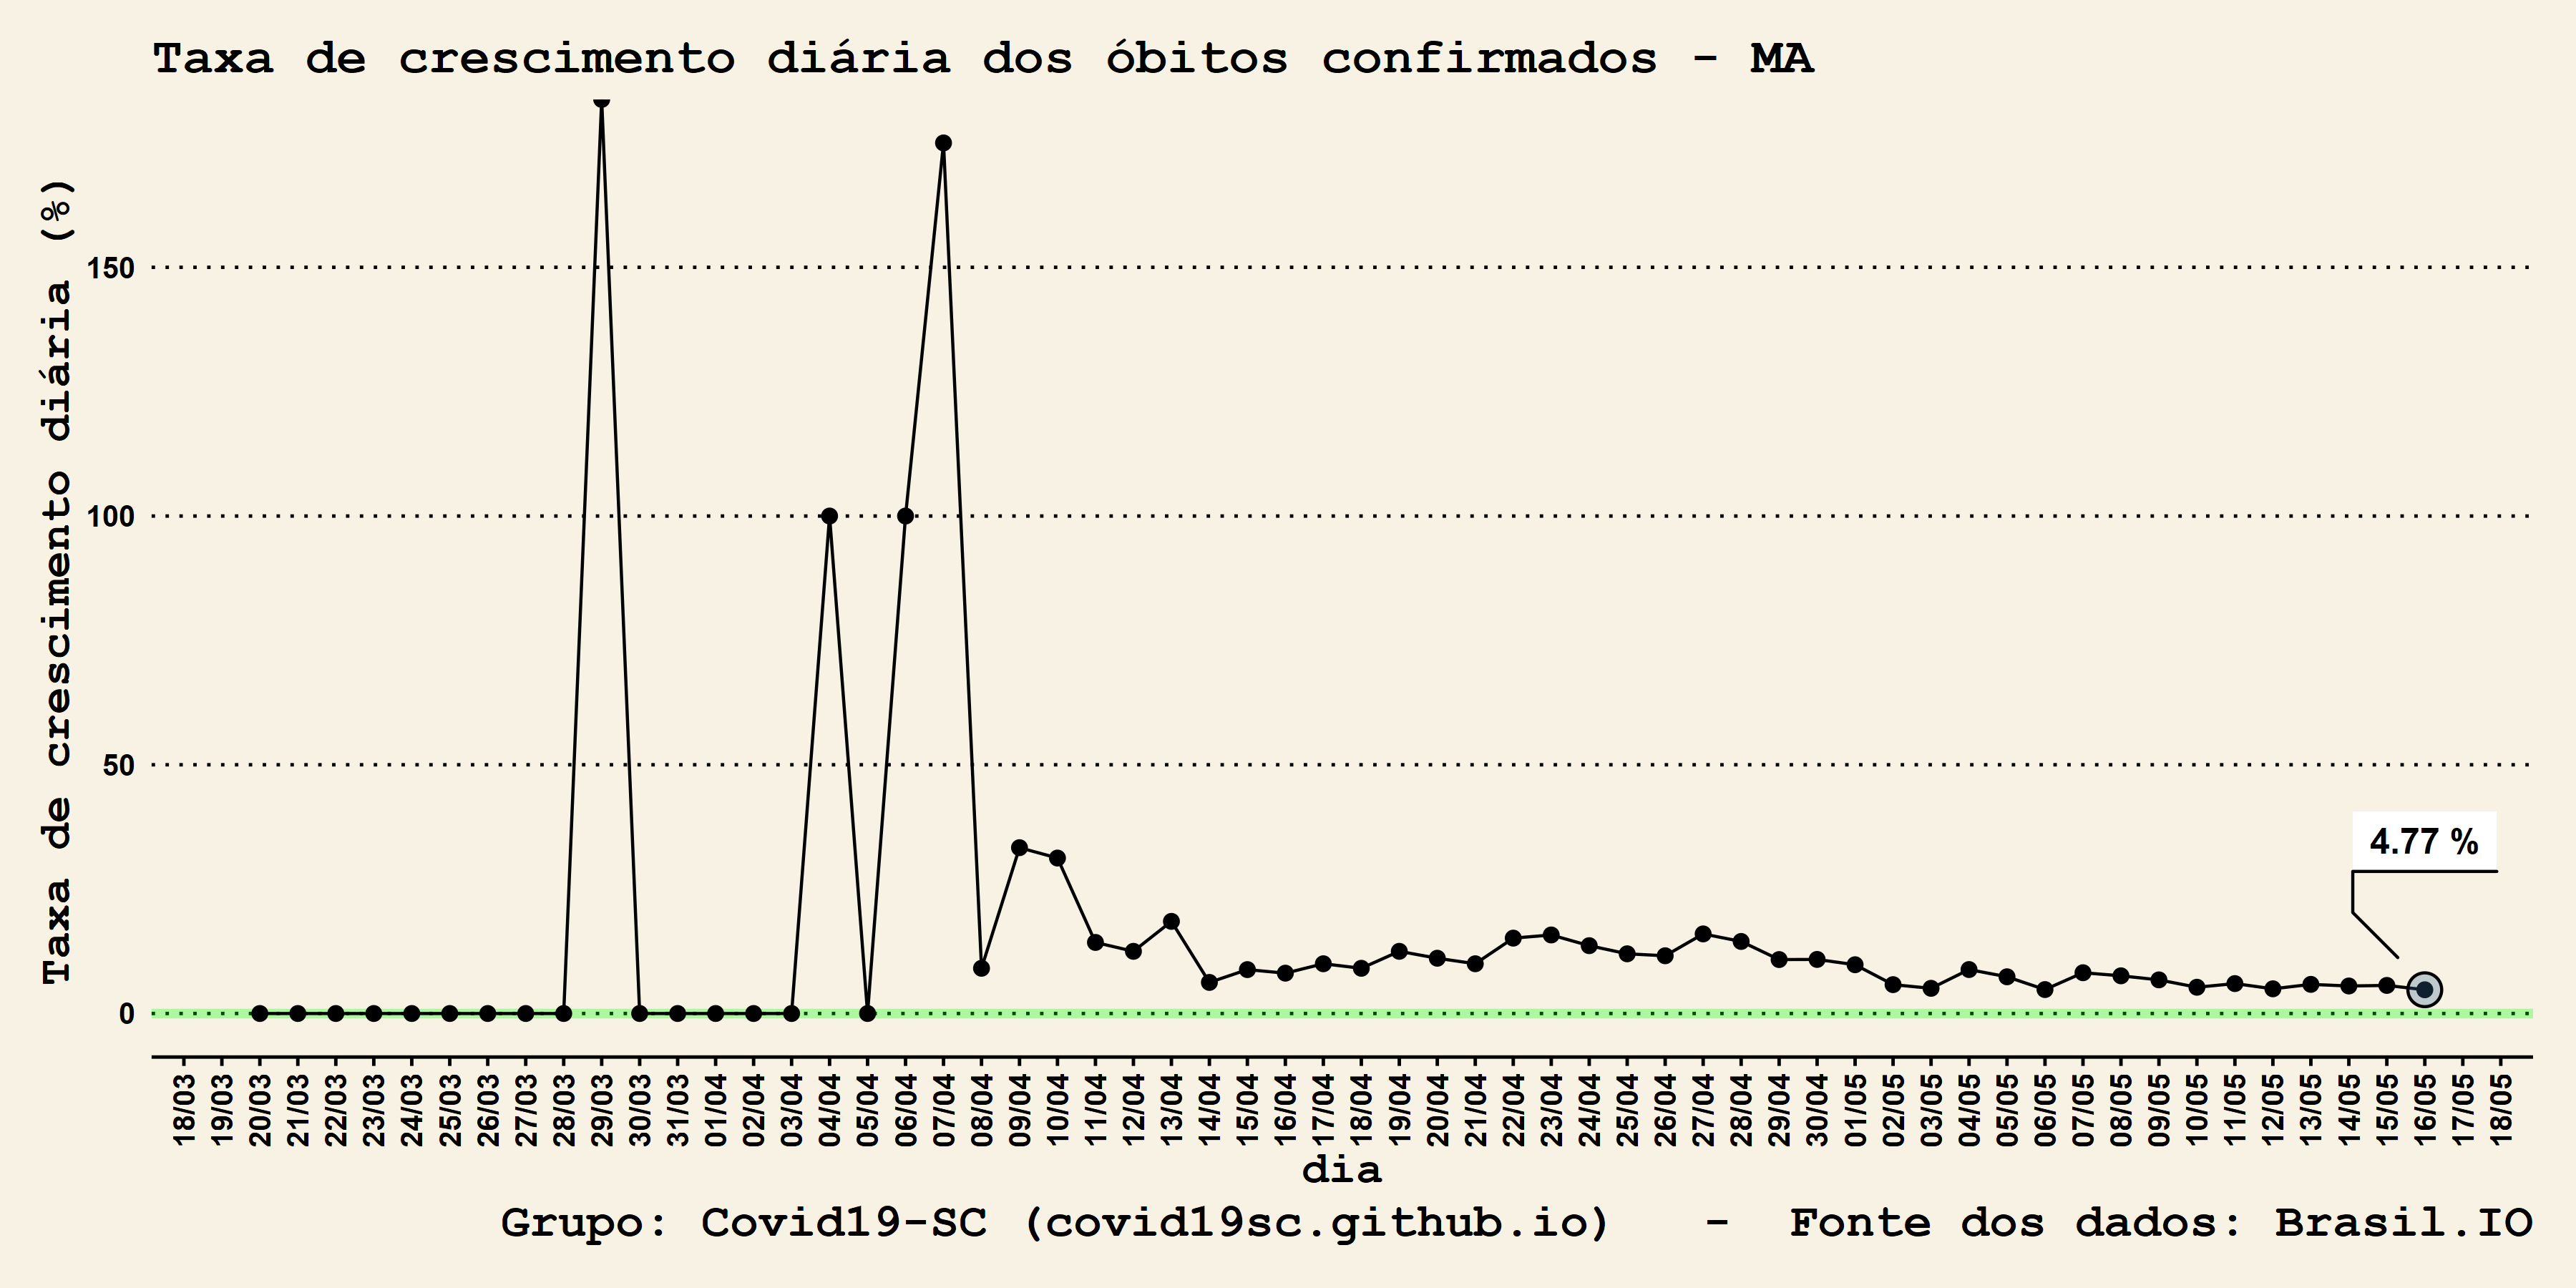 Taxa de crescimento diária dos óbitos confirmados - MA
Taxa de crescimento diária (%)
150
100
50
0
4.77 %
18/03 19/03 20/03 21/03 22/03 23/03 24/03 25/03 26/03 27/03 28/03 29/03 30/03 31/03 01/04 02/04 03/04 04/04 05/04 06/04 07/04 08/04 09/04 10/04 11/04 12/04 13/04 14/04 15/04 16/04 17/04 18/04 19/04 20/04 21/04 22/04 23/04 24/04 25/04 26/04 27/04 28/04 29/04 30/04 01/05 02/05 03/05 04/05 05/05 06/05 07/05 08/05 09/05 10/05 11/05 12/05 13/05 14/05 15/05 16/05 17/05 18/05
dia
Grupo: Covid19-SC (covid19sc.github.io) - Fonte dos dados: Brasil.IO